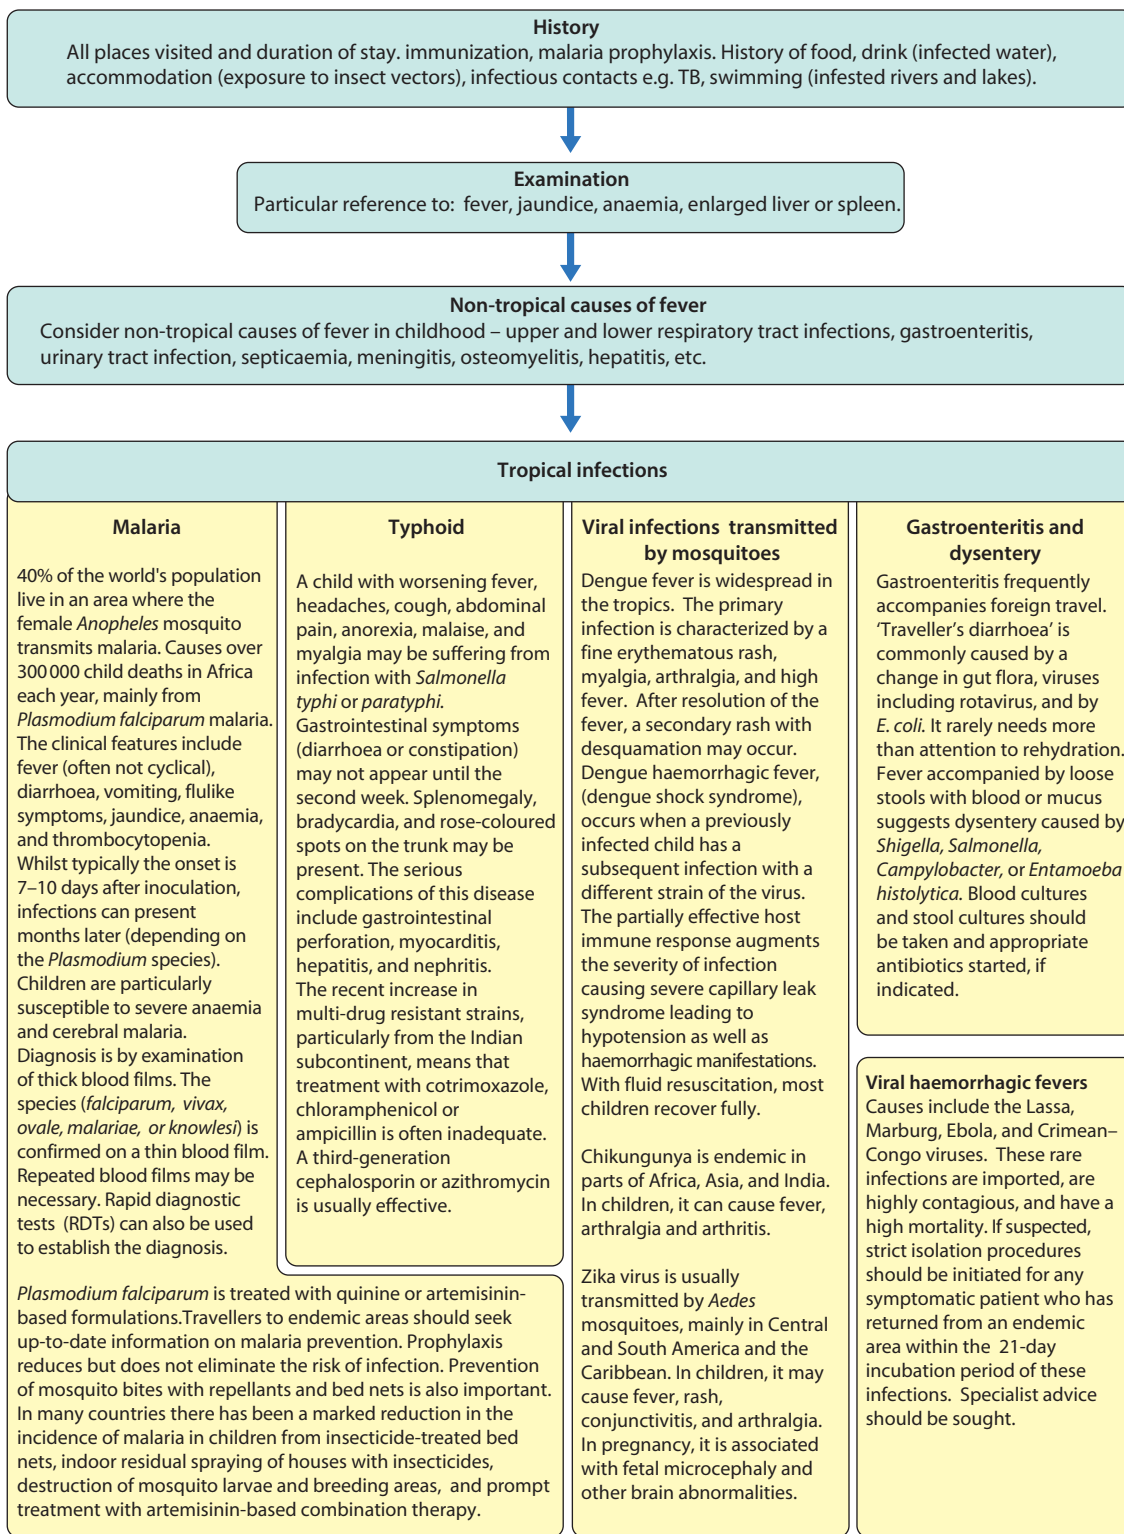 History
All places visited and duration of stay. immunization, malaria prophylaxis. History of food, drink (infected water),
accommodation (exposure to insect vectors), infectious contacts e.g. TB, swimming (infested rivers and lakes).
Examination
Particular reference to: fever, jaundice, anaemia, enlarged liver or spleen.
Non-tropical causes of fever
Consider non-tropical causes of fever in childhood – upper and lower respiratory tract infections, gastroenteritis,
urinary tract infection, septicaemia, meningitis, osteomyelitis, hepatitis, etc.
Tropical infections
Malaria
40% of the world's population
live in an area where the
female Anopheles mosquito
transmits malaria. Causes over
300 000 child deaths in Africa
each year, mainly from
Plasmodium falciparum malaria.
The clinical features include
fever (often not cyclical),
diarrhoea, vomiting, flulike
symptoms, jaundice, anaemia,
and thrombocytopenia.
Whilst typically the onset is
7–10 days after inoculation,
infections can present
months later (depending on
the Plasmodium species).
Children are particularly
susceptible to severe anaemia
and cerebral malaria.
Diagnosis is by examination
of thick blood films. The
species (falciparum, vivax,
ovale, malariae, or knowlesi) is
confirmed on a thin blood film.
Repeated blood films may be
necessary. Rapid diagnostic
tests (RDTs) can also be used
to establish the diagnosis.
Plasmodium falciparum is treated with quinine or artemisinin-
based formulations.Travellers to endemic areas should seek
up-to-date information on malaria prevention. Prophylaxis
reduces but does not eliminate the risk of infection. Prevention
of mosquito bites with repellants and bed nets is also important.
In many countries there has been a marked reduction in the
incidence of malaria in children from insecticide-treated bed
nets, indoor residual spraying of houses with insecticides,
destruction of mosquito larvae and breeding areas, and prompt
treatment with artemisinin-based combination therapy.
Typhoid
A child with worsening fever,
headaches, cough, abdominal
pain, anorexia, malaise, and
myalgia may be suffering from
infection with Salmonella
typhi or paratyphi.
Gastrointestinal symptoms
(diarrhoea or constipation)
may not appear until the
second week. Splenomegaly,
bradycardia, and rose-coloured
spots on the trunk may be
present. The serious
complications of this disease
include gastrointestinal
perforation, myocarditis,
hepatitis, and nephritis.
The recent increase in
multi-drug resistant strains,
particularly from the Indian
subcontinent, means that
treatment with cotrimoxazole,
chloramphenicol or
ampicillin is often inadequate.
A third-generation
cephalosporin or azithromycin
is usually effective.
Viral infections transmitted
by mosquitoes
Dengue fever is widespread in
the tropics. The primary
infection is characterized by a
fine erythematous rash,
myalgia, arthralgia, and high
fever. After resolution of the
fever, a secondary rash with
desquamation may occur.
Dengue haemorrhagic fever,
(dengue shock syndrome),
occurs when a previously
infected child has a
subsequent infection with a
different strain of the virus.
The partially effective host
immune response augments
the severity of infection
causing severe capillary leak
syndrome leading to
hypotension as well as
haemorrhagic manifestations.
With fluid resuscitation, most
children recover fully.
Chikungunya is endemic in
parts of Africa, Asia, and India.
In children, it can cause fever,
arthralgia and arthritis.
Zika virus is usually
transmitted by Aedes
mosquitoes, mainly in Central
and South America and the
Caribbean. In children, it may
cause fever, rash,
conjunctivitis, and arthralgia.
In pregnancy, it is associated
with fetal microcephaly and
other brain abnormalities.
Gastroenteritis and
dysentery
Gastroenteritis frequently
accompanies foreign travel.
‘Traveller’s diarrhoea’ is
commonly caused by a
change in gut flora, viruses
including rotavirus, and by
E. coli. It rarely needs more
than attention to rehydration.
Fever accompanied by loose
stools with blood or mucus
suggests dysentery caused by
Shigella, Salmonella,
Campylobacter, or Entamoeba
histolytica. Blood cultures
and stool cultures should
be taken and appropriate
antibiotics started, if
indicated.
Viral haemorrhagic fevers
Causes include the Lassa,
Marburg, Ebola, and Crimean–
Congo viruses. These rare
infections are imported, are
highly contagious, and have a
high mortality. If suspected,
strict isolation procedures
should be initiated for any
symptomatic patient who has
returned from an endemic
area within the 21-day
incubation period of these
infections. Specialist advice
should be sought.